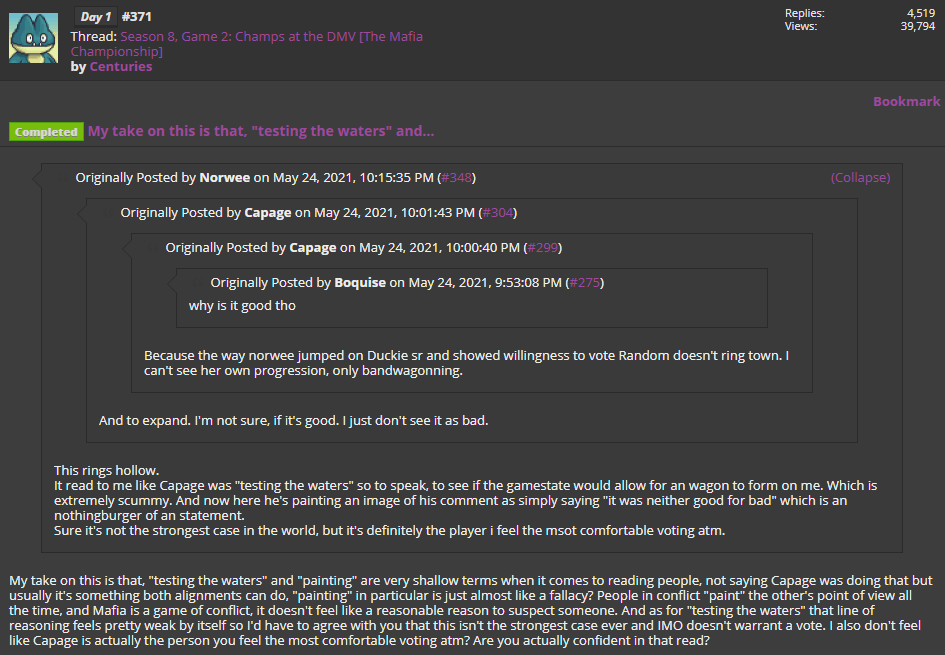 Day 1 #371
Replies: 4,519
Thread: Season 8, Game 2: Champs at the DMV [The Mafia
Views: 39,794
Championship]
by Centuries
Bookmark
Completed My take on this is that, "testing the waters" and...
Originally Posted by Norwee on May 24, 2021, 10:15:35 PM (#348) (Collapse)
Originally Posted by Capage on May 24, 2021, 10:01:43 PM (#304)
Originally Posted by Capage on May 24, 2021, 10:00:40 PM (#299)
Originally Posted by Boquise on May 24, 2021, 9:53:08 PM (#275)
why is it good tho
Because the way norwee jumped on Duckie sr and showed willingness to vote Random doesn't ring town. I
can't see her own progression, only bandwagonning.
And to expand. I'm not sure, if it's good. I just don't see it as bad.
This rings hollow.
It read to me like Capage was "testing the waters" so to speak, to see if the gamestate would allow for an wagon to form on me. Which is
extremely scummy. And now here he's painting an image of his comment as simply saying "it was neither good for bad" which is an
nothingburger of an statement.
Sure it's not the strongest case in the world, but it's definitely the player i feel the msot comfortable voting atm.
My take on this is that, "testing the waters" and "painting" are very shallow terms when it comes to reading people, not saying Capage was doing that but
usually it's something both alignments can do, "painting" in particular is just almost like a fallacy? People in conflict "paint" the other's point of view all
the time, and Mafia is a game of conflict, it doesn't feel like a reasonable reason to suspect someone. And as for "testing the waters" that line of
reasoning feels pretty weak by itself so I'd have to agree with you that this isn't the strongest case ever and IMO doesn't warrant a vote. I also don't feel
like Capage is actually the person you feel the most comfortable voting atm? Are you actually confident in that read?